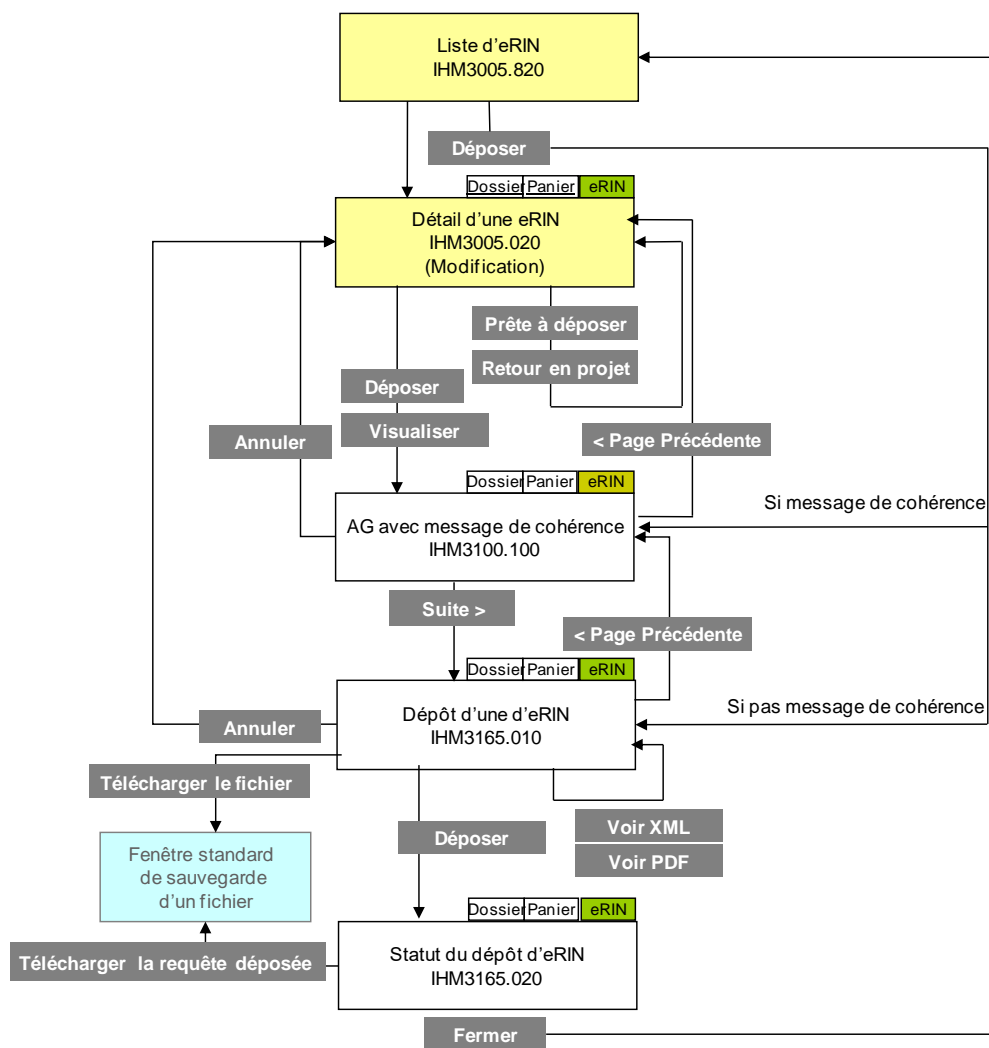 Liste d'eRIN
IHM3005.820
Déposer
Dossier Panier eRIN
Détail d'une eRIN
IHM3005.020
(Modification)
Prête à déposer
Retour en projet
Déposer
Visualiser
Annuler
< Page Précédente
Dossier Panier eRIN
Si message de cohérence
AG avec message de cohérence
IHM3100.100
Suite >
< Page Précédente
Dossier Panier eRIN
Si pas message de cohérence
Dépôt d'une d'eRIN
IHM3165.010
Annuler
Télécharger le fichier
Voir XML
Voir PDF
Déposer
Fenêtre standard
de sauvegarde
d'un fichier
Dossier Panier eRIN
Statut du dépôt d'eRIN
IHM3165.020
Télécharger la requête déposée
Fermer